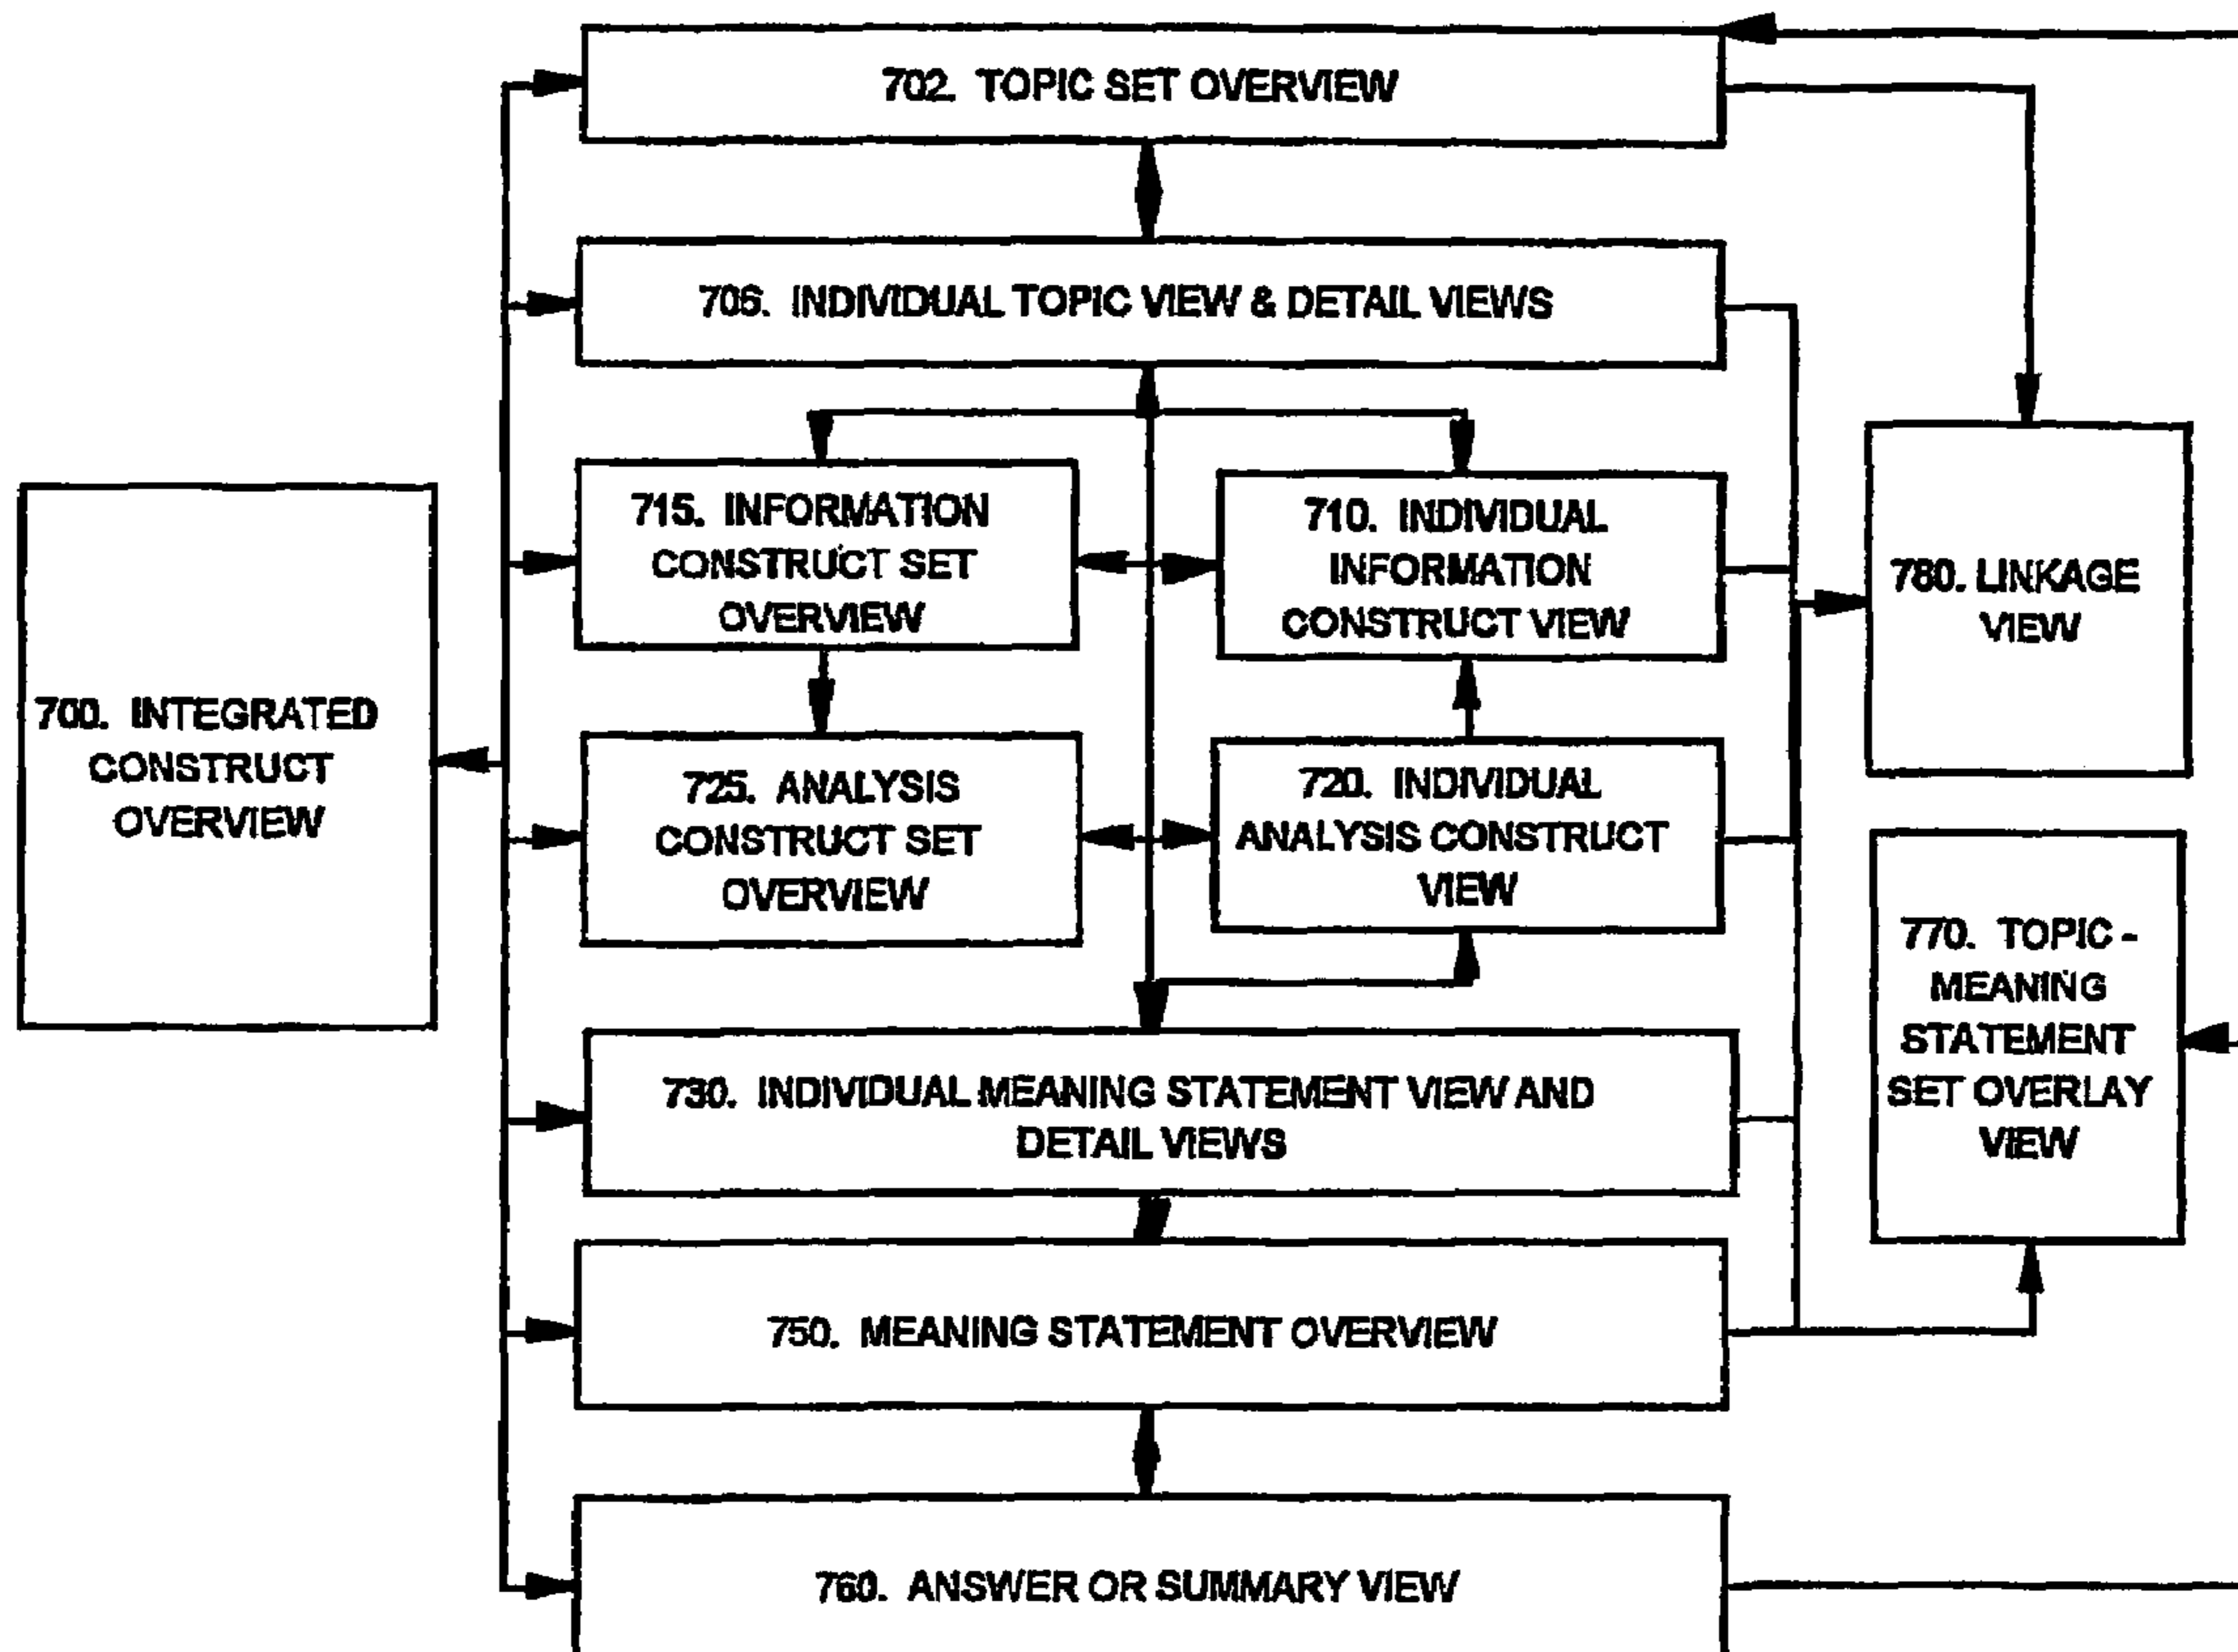 702. TOPIC SET OVERVIEW
706. INDIVIDUAL TOPIC VIEW & DETAIL VIEWS
715. INFORMATION
CONSTRUCT SET
OVERVIEW
710. INDIVIDUAL
INFORMATION
CONSTRUCT VIEW
780. LINKAGE
VIEW
700. INTEGRATED
CONSTRUCT
OVERVIEW
725. ANALYSIS
CONSTRUCT SET
OVERVIEW
720. INDIVIDUAL
ANALYSIS CONSTRUCT
VIEW
770. TOPIC -
MEANING
STATEMENT
SET OVERLAY
VIEW
730. INDIVIDUAL MEANING STATEMENT VIEW AND
DETAIL VIEWS
750. MEANING STATEMENT OVERVIEW
760. ANSWER OR SUMMARY VIEW